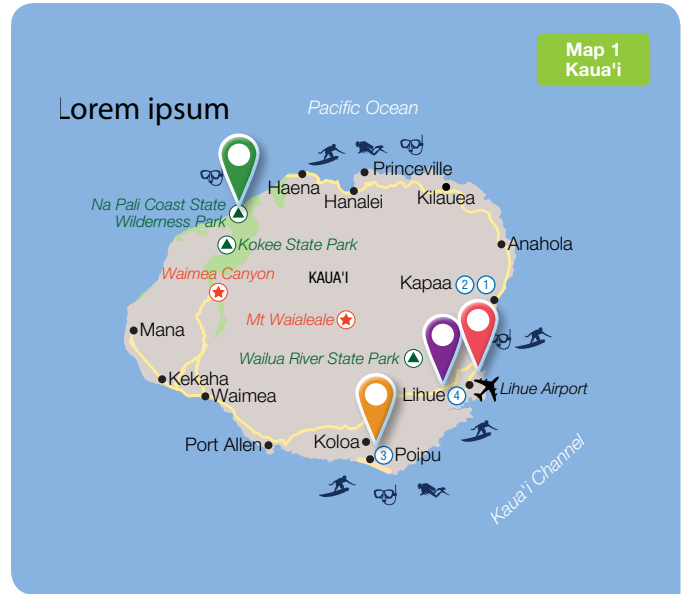 Map 1
Kaua'i
Lorem ipsum
Pacific Ocean
Princeville
Haena
Hanalei
Kilauea
Na Pali Coast State
Wilderness Park
Kokee State Park
Anahola
Waimea Canyon
KAUA'I
Kapaa 2 1
Mt Waialeale
Mana
Wailua River State Park
Kekaha
Waimea
Lihue 4
Lihue Airport
Port Allen
Koloa
3 Poipu
Kaua'i Channel